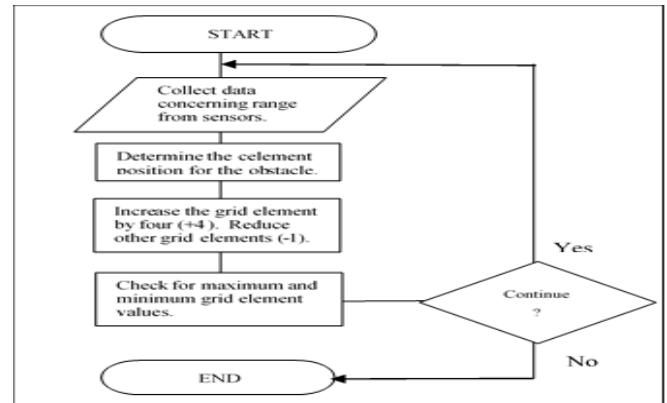 START
Collect data
concerning range
from sensors.
Determine the celement
position for the obstacle.
Increase the grid element
by four (+4). Reduce
other grid elements (-1).
Check for maximum and
minimum grid element
values.
Yes
Continue
?
No
END